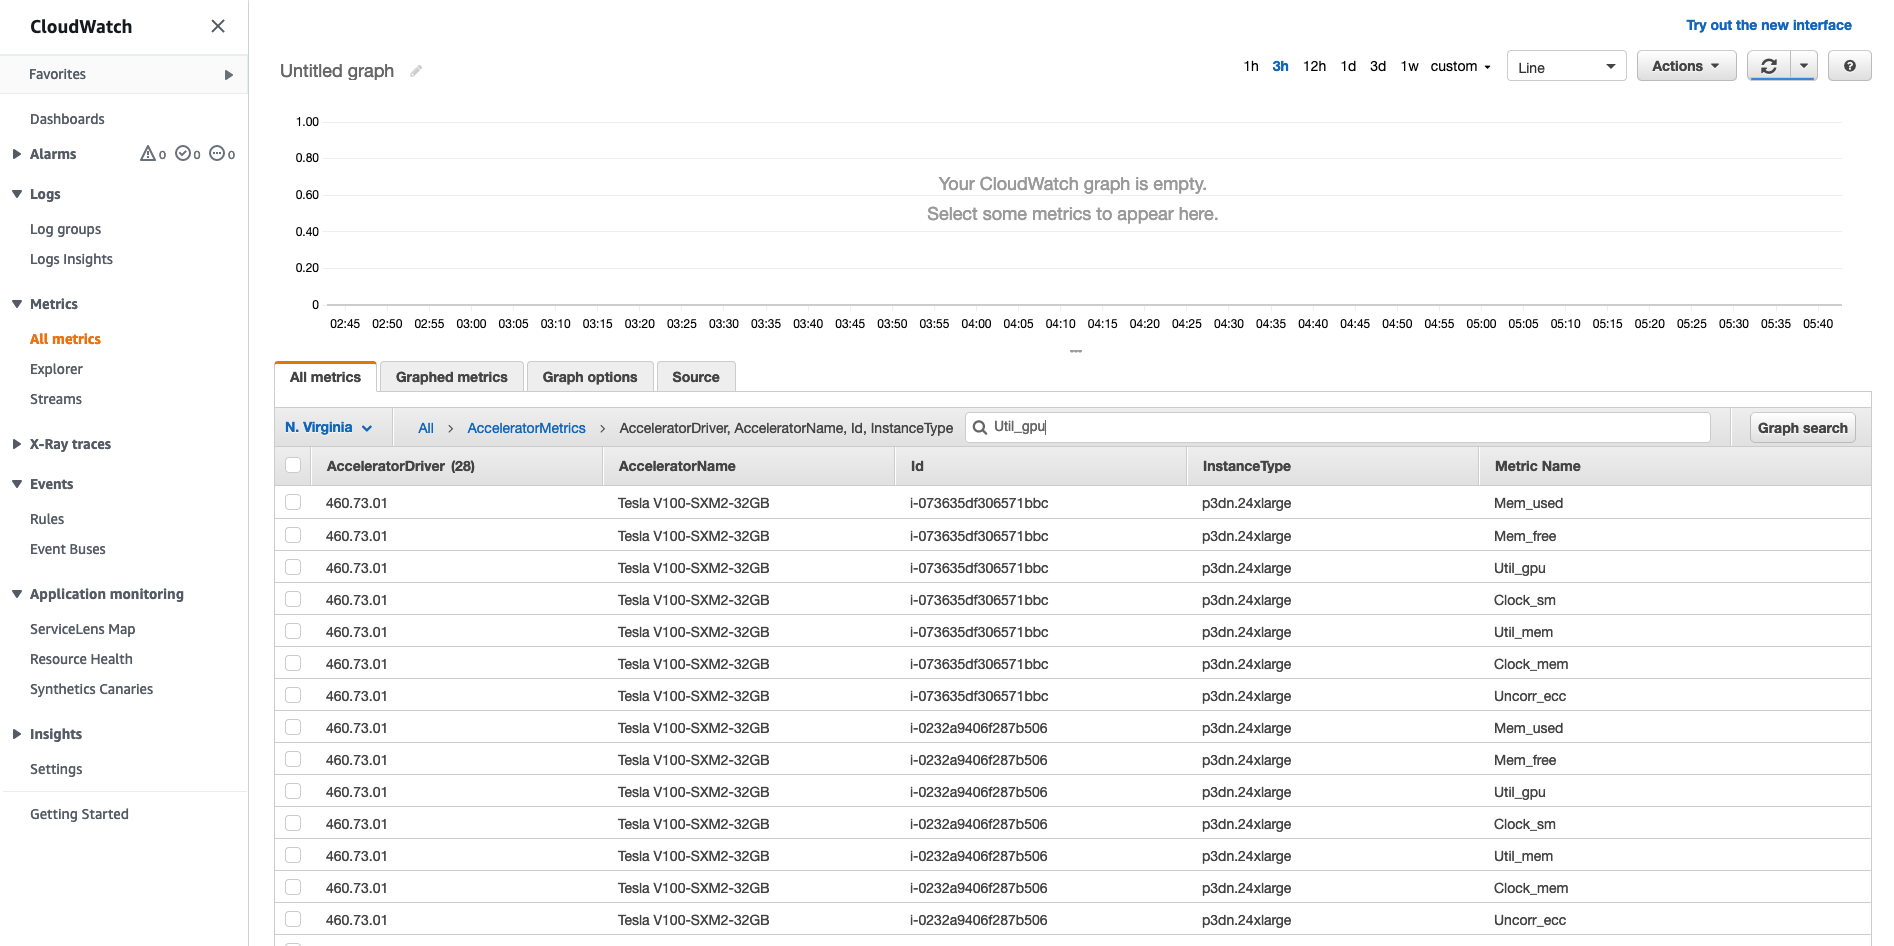 CloudWatch
Favorites
Dashboards
Alarms 0 0 0
Logs
Log groups
Logs Insights
Metrics
All metrics
Explorer
Streams
X-Ray traces
Events
Rules
Event Buses
Application monitoring
ServiceLens Map
Resource Health
Synthetics Canaries
Insights
Settings
Getting Started
Try out the new interface
Untitled graph
1h 3h 12h 1d 3d 1w custom Line Actions ?
1.00
0.80
0.60
0.40
0.20
0
Your CloudWatch graph is empty.
Select some metrics to appear here.
02:45 02:50 02:55 03:00 03:05 03:10 03:15 03:20 03:25 03:30 03:35 03:40 03:45 03:50 03:55 04:00 04:05 04:10 04:15 04:20 04:25 04:30 04:35 04:40 04:45 04:50 04:55 05:00 05:05 05:10 05:15 05:20 05:25 05:30 05:35 05:40
All metrics Graphed metrics Graph options Source
N. Virginia All > AcceleratorMetrics > AcceleratorDriver, AcceleratorName, Id, InstanceType Util_gpu Graph search
AcceleratorDriver (28) AcceleratorName Id InstanceType Metric Name
460.73.01 Tesla V100-SXM2-32GB i-073635df306571bbc p3dn.24xlarge Mem_used
460.73.01 Tesla V100-SXM2-32GB i-073635df306571bbc p3dn.24xlarge Mem_free
460.73.01 Tesla V100-SXM2-32GB i-073635df306571bbc p3dn.24xlarge Util_gpu
460.73.01 Tesla V100-SXM2-32GB i-073635df306571bbc p3dn.24xlarge Clock_sm
460.73.01 Tesla V100-SXM2-32GB i-073635df306571bbc p3dn.24xlarge Util_mem
460.73.01 Tesla V100-SXM2-32GB i-073635df306571bbc p3dn.24xlarge Clock_mem
460.73.01 Tesla V100-SXM2-32GB i-073635df306571bbc p3dn.24xlarge Uncorr_ecc
460.73.01 Tesla V100-SXM2-32GB i-0232a9406f287b506 p3dn.24xlarge Mem_used
460.73.01 Tesla V100-SXM2-32GB i-0232a9406f287b506 p3dn.24xlarge Mem_free
460.73.01 Tesla V100-SXM2-32GB i-0232a9406f287b506 p3dn.24xlarge Util_gpu
460.73.01 Tesla V100-SXM2-32GB i-0232a9406f287b506 p3dn.24xlarge Clock_sm
460.73.01 Tesla V100-SXM2-32GB i-0232a9406f287b506 p3dn.24xlarge Util_mem
460.73.01 Tesla V100-SXM2-32GB i-0232a9406f287b506 p3dn.24xlarge Clock_mem
460.73.01 Tesla V100-SXM2-32GB i-0232a9406f287b506 p3dn.24xlarge Uncorr_ecc